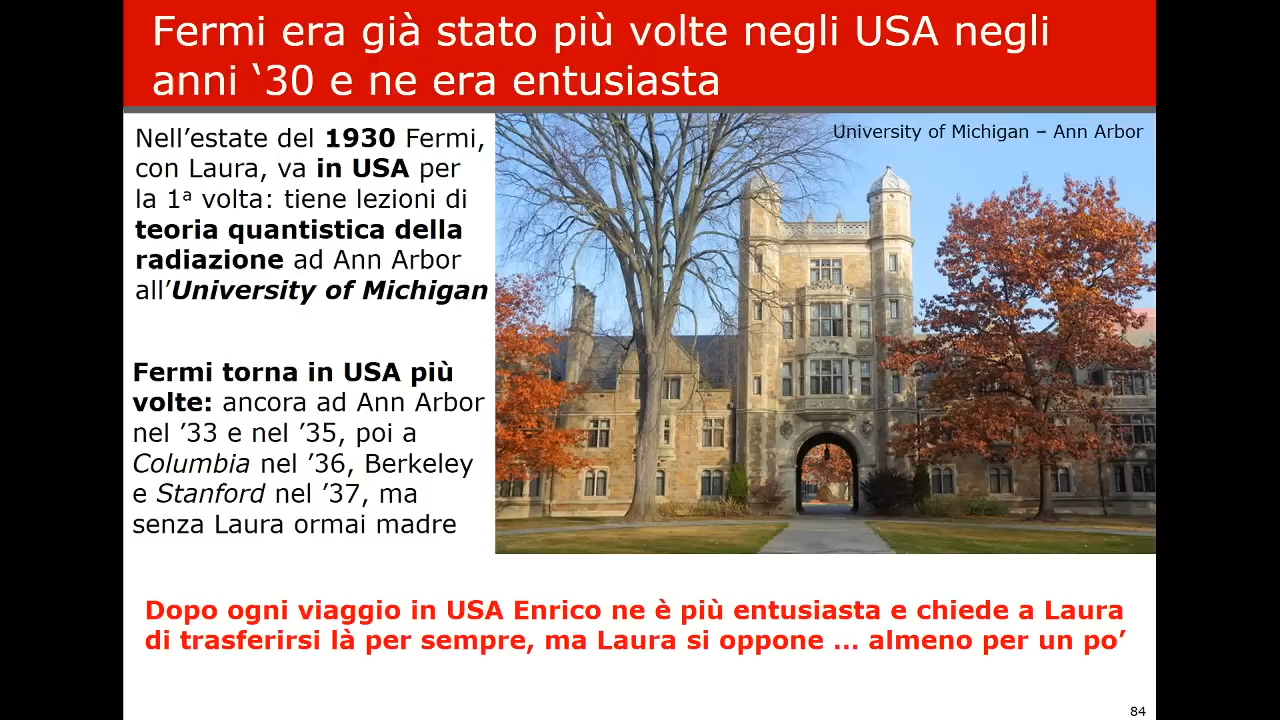 Fermi era già stato più volte negli USA negli
anni ‘30 e ne era entusiasta
Nell’estate del 1930 Fermi,
con Laura, va in USA per
la 1ª volta: tiene lezioni di
teoria quantistica della
radiazione ad Ann Arbor
all’University of Michigan
University of Michigan – Ann Arbor
Fermi torna in USA più
volte: ancora ad Ann Arbor
nel ’33 e nel ’35, poi a
Columbia nel ’36, Berkeley
e Stanford nel ’37, ma
senza Laura ormai madre
Dopo ogni viaggio in USA Enrico ne è più entusiasta e chiede a Laura
di trasferirsi là per sempre, ma Laura si oppone … almeno per un po’
84